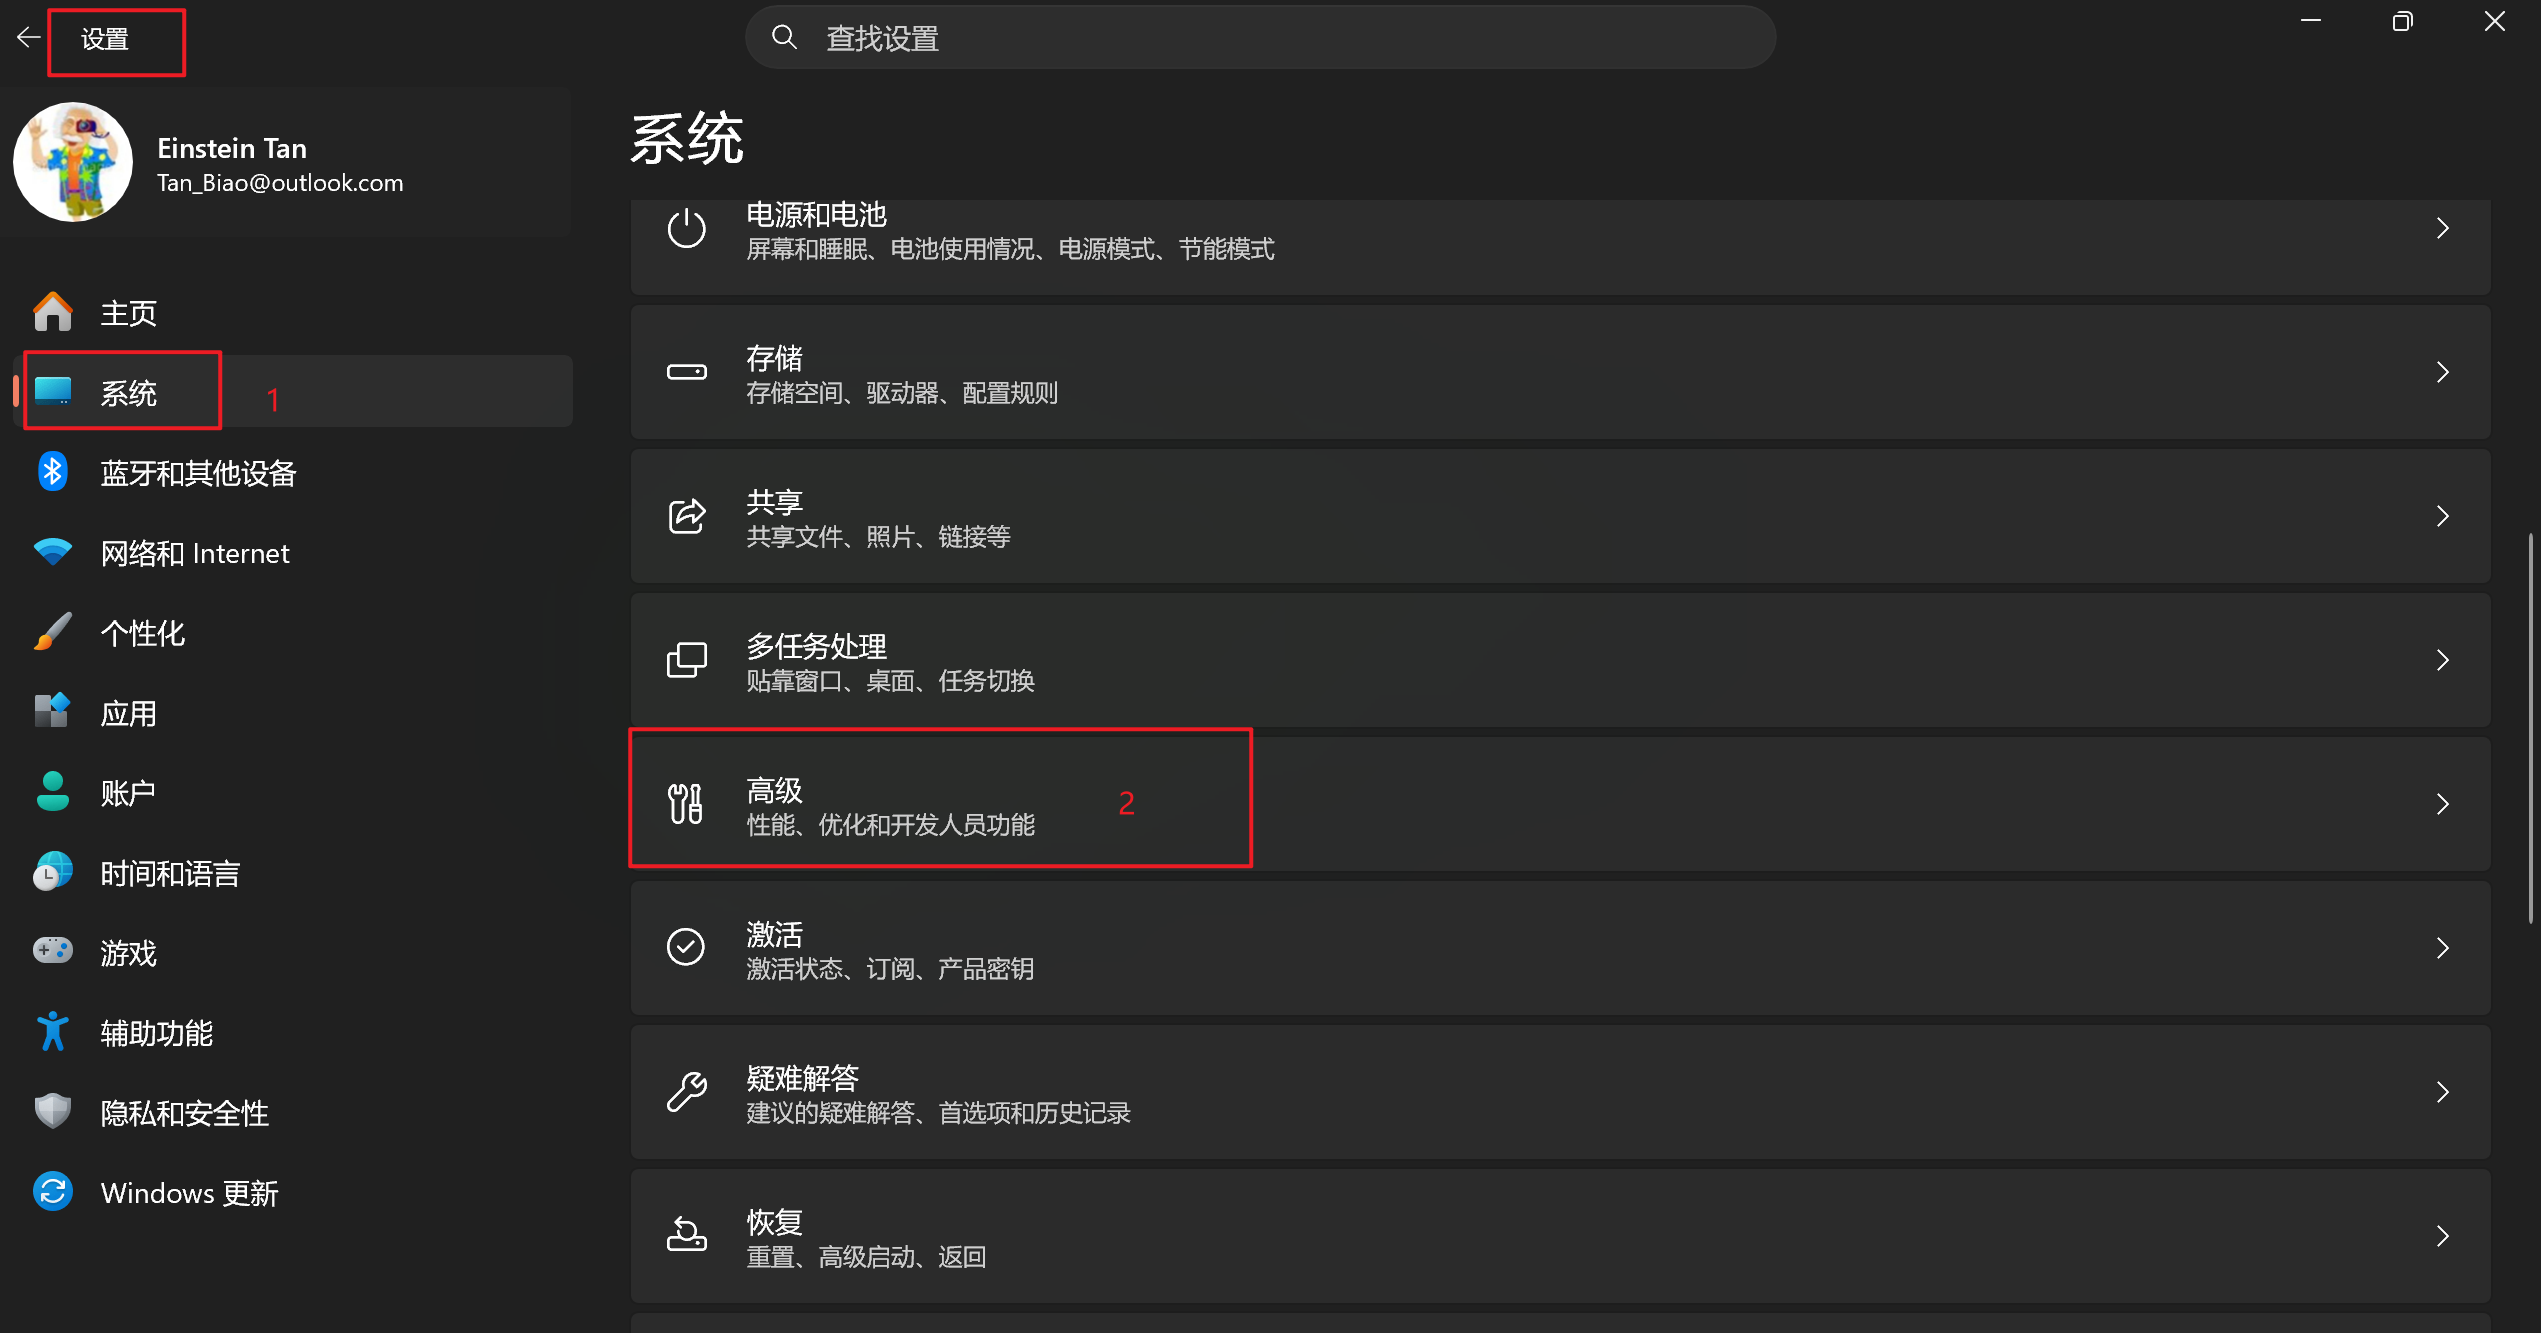 设置
查找设置
Einstein Tan
Tan_Biao@outlook.com
主页
系统
1
蓝牙和其他设备
网络和 Internet
个性化
应用
账户
时间和语言
游戏
辅助功能
隐私和安全性
Windows 更新
系统
电源和电池
屏幕和睡眠、电池使用情况、电源模式、节能模式
存储
存储空间、驱动器、配置规则
共享
共享文件、照片、链接等
多任务处理
贴靠窗口、桌面、任务切换
高级
性能、优化和开发人员功能
2
激活
激活状态、订阅、产品密钥
疑难解答
建议的疑难解答、首选项和历史记录
恢复
重置、高级启动、返回